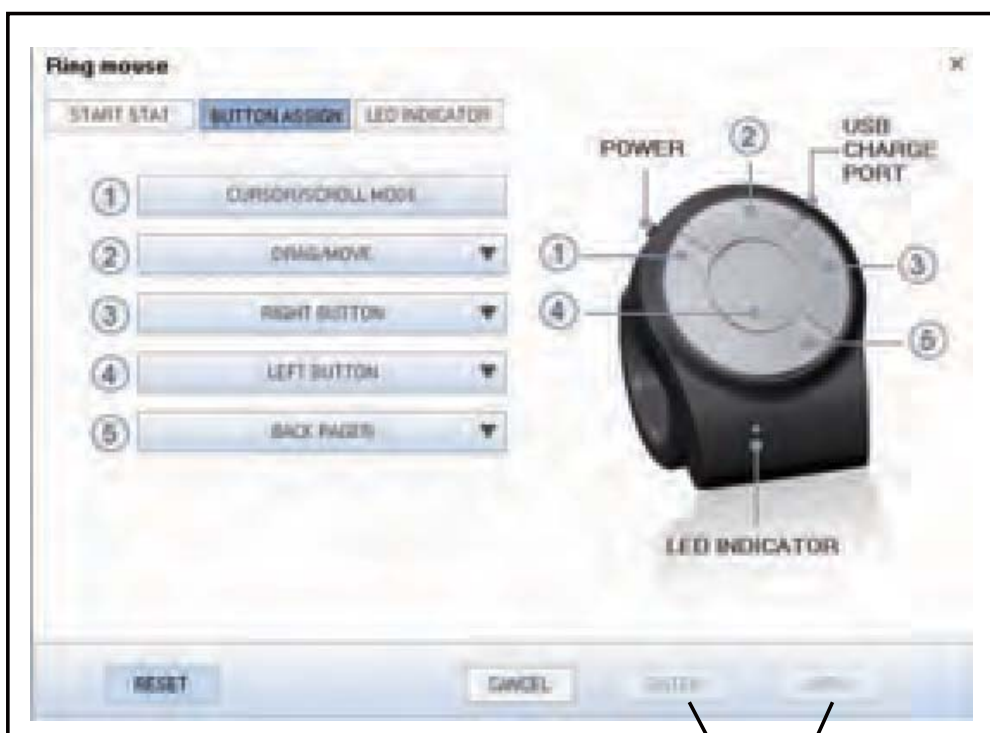 Ring mouse ×
START STAT BUTTON ASSIGN LED INDICATOR
① CURSOR/SCROLL MODE
② DRAG/MOVE ▼
③ RIGHT BUTTON ▼
④ LEFT BUTTON ▼
⑤ BACK PAGE
POWER
②
USB
CHARGE
PORT
①
③
④
⑤
LED INDICATOR
RESET CANCEL